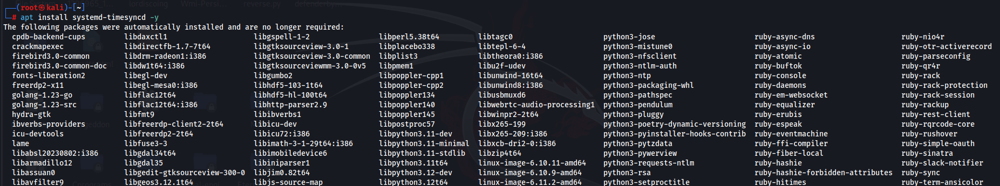 ┌──(root㉿kali)-[~]
└─# apt install systemd-timesyncd -y
The following packages were automatically installed and are no longer required:
cpdb-backend-cups libdaxctl1 libgspell-1-2 libperl5.38t64 libtagc0 python3-jose ruby-async-dns ruby-nio4r
crackmapexec libdirectfb-1.7-7t64 libgtksourceview-3.0-1 libplacebo338 libtepl-6-4 python3-mistune0 ruby-async-io ruby-otr-activerecord
firebird3.0-common libdrm-radeon1:i386 libgtksourceview-3.0-common libplist3 libtheora0:i386 python3-nfsclient ruby-atomic ruby-parseconfig
firebird3.0-common-doc libdw1t64:i386 libgtksourceviewmm-3.0-0v5 libpmem1 libu2f-udev python3-ntlm-auth ruby-buftok ruby-qr4r
fonts-liberation2 libegl-dev libgumbo2 libpoppler-cpp1 libunwind-16t64 python3-ntp ruby-console ruby-rack
freerdp2-x11 libegl-mesa0:i386 libhdf5-103-1t64 libpoppler-cpp2 libunwind8:i386 python3-packaging-whl ruby-daemons ruby-rack-protection
golang-1.23-go libflac12t64 libhdf5-hl-100t64 libpoppler134 libusbmuxd6 python3-pathspec ruby-em-websocket ruby-rack-session
golang-1.23-src libflac12t64:i386 libhttp-parser2.9 libpoppler140 libwebrtc-audio-processing1 python3-pendulum ruby-equalizer ruby-rackup
hydra-gtk libfmt9 libibverbs1 libpoppler145 libwinpr2-2t64 python3-pluggy ruby-erubis ruby-rest-client
ibverbs-providers libfreerdp-client2-2t64 libicu-dev libpostproc57 libx265-199 python3-poetry-dynamic-versioning ruby-espeak ruby-rqrcode-core
icu-devtools libfreerdp2-2t64 libicu72:i386 libpython3.11-dev libx265-209:i386 python3-pyinstaller-hooks-contrib ruby-eventmachine ruby-rushover
lame libfuse3-3 libimath-3-1-29t64:i386 libpython3.11-minimal libxcb-dri2-0:i386 python3-pytzdata ruby-ffi-compiler ruby-simple-oauth
libabsl20230802:i386 libgdal34t64 libimobiledevice6 libpython3.11-stdlib libzip4t64 python3-pywerview ruby-fiber-local ruby-sinatra
libarmadillo12 libgdal35 libiniparser1 libpython3.11t64 linux-image-6.10.11-amd64 python3-requests-ntlm ruby-hashie ruby-slack-notifier
libassuan0 libgedit-gtksourceview-300-0 libjim0.82t64 libpython3.12-dev linux-image-6.10.9-amd64 python3-rsa ruby-hashie-forbidden-attributes ruby-sync
libavfilter9 libgeos3.12.1t64 libjs-source-map libpython3.12t64 linux-image-6.11.2-amd64 python3-setproctitle ruby-hitimes ruby-term-ansicolor